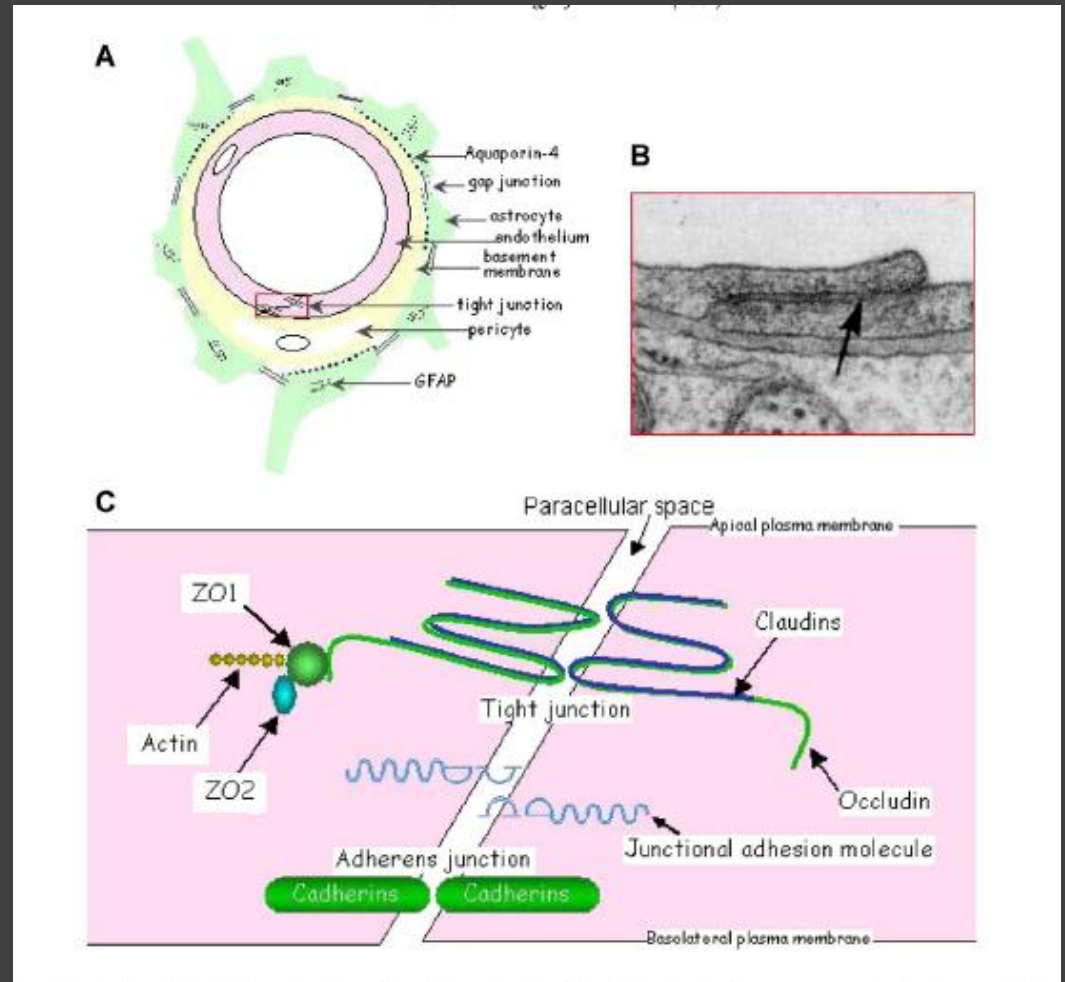 A
Aquaporin-4
gap junction
astrocyte
endothelium
basement
membrane
tight junction
pericyte
GFAP
B
C
Paracellular space
Apical plasma membrane
ZO1
Claudins
Actin
ZO2
Tight junction
Occludin
Junctional adhesion molecule
Adherens junction
Cadherins Cadherins
Basolateral plasma membrane